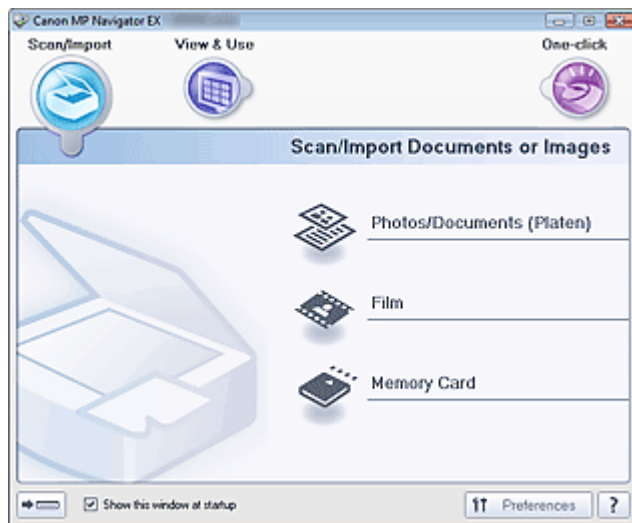 Canon MP Navigator EX
Scan/Import View & Use One-click
Scan/Import Documents or Images
Photos/Documents (Platen)
Film
Memory Card
Show this window at startup Preferences ?